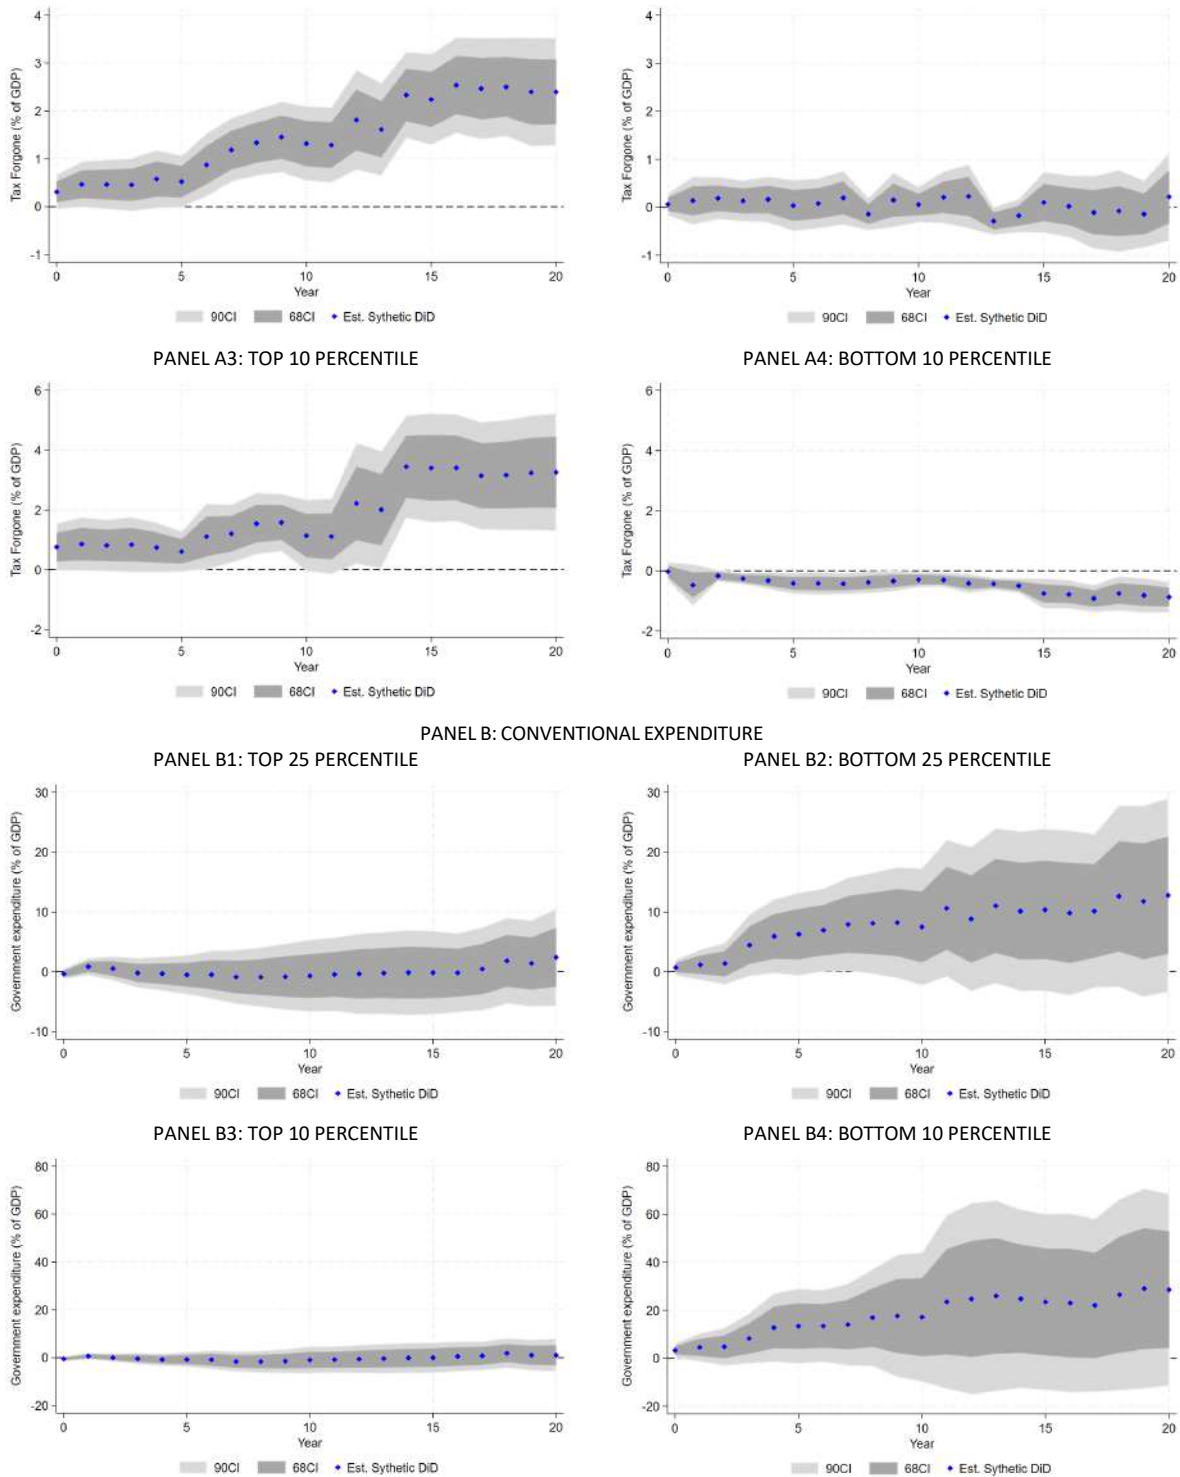 4
3
2
1
0
-1
Tax Forgone (% of GDP)
0 5 10 15 20
Year
90CI 68CI Est. Sythetic DiD
4
3
2
1
0
-1
Tax Forgone (% of GDP)
0 5 10 15 20
Year
90CI 68CI Est. Sythetic DiD
PANEL A3: TOP 10 PERCENTILE
6
4
2
0
-2
Tax Forgone (% of GDP)
0 5 10 15 20
Year
90CI 68CI Est. Sythetic DiD
PANEL A4: BOTTOM 10 PERCENTILE
6
4
2
0
-2
Tax Forgone (% of GDP)
0 5 10 15 20
Year
90CI 68CI Est. Sythetic DiD
PANEL B: CONVENTIONAL EXPENDITURE
PANEL B1: TOP 25 PERCENTILE
30
20
10
0
-10
Government expenditure (% of GDP)
0 5 10 15 20
Year
90CI 68CI Est. Sythetic DiD
PANEL B2: BOTTOM 25 PERCENTILE
30
20
10
0
-10
Government expenditure (% of GDP)
0 5 10 15 20
Year
90CI 68CI Est. Sythetic DiD
PANEL B3: TOP 10 PERCENTILE
80
60
40
20
0
-20
Government expenditure (% of GDP)
0 5 10 15 20
Year
90CI 68CI Est. Sythetic DiD
PANEL B4: BOTTOM 10 PERCENTILE
80
60
40
20
0
-20
Government expenditure (% of GDP)
0 5 10 15 20
Year
90CI 68CI Est. Sythetic DiD